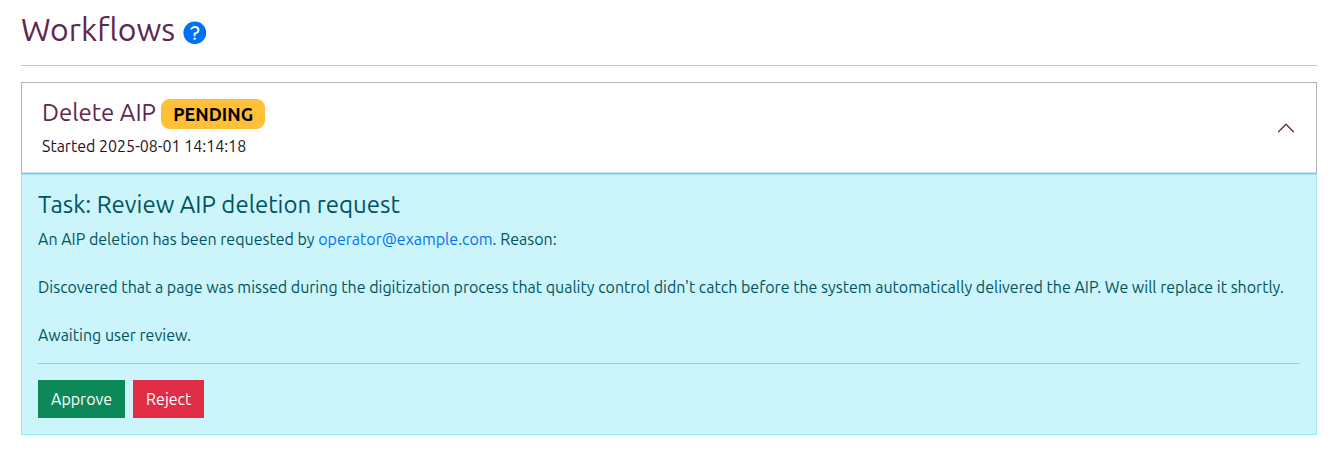 Workflows ?
Delete AIP PENDING
Started 2025-08-01 14:14:18
Task: Review AIP deletion request
An AIP deletion has been requested by operator@example.com. Reason:
Discovered that a page was missed during the digitization process that quality control didn't catch before the system automatically delivered the AIP. We will replace it shortly.
Awaiting user review.
Approve Reject